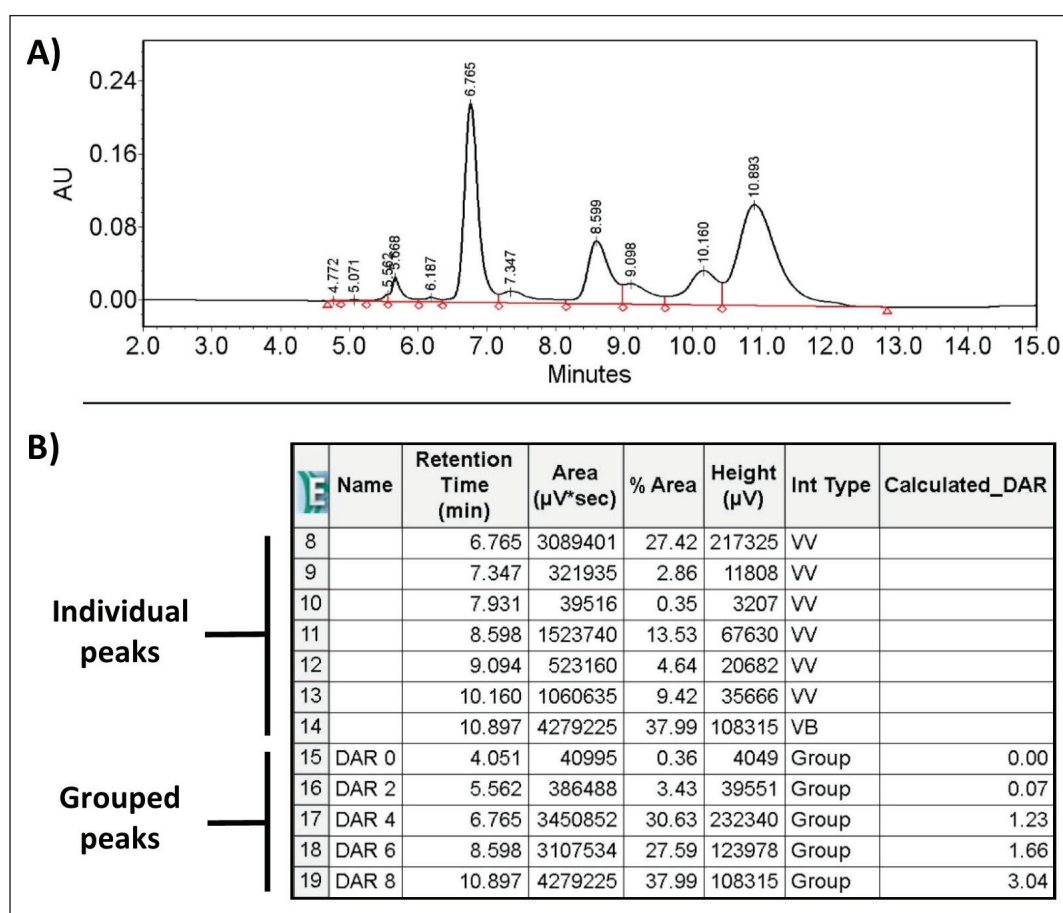 A)
0.24
0.16
0.08
0.00
AU
4.772
5.071
5.562
5.668
6.187
6.765
7.347
8.599
9.098
10.160
10.893
2.0 3.0 4.0 5.0 6.0 7.0 8.0 9.0 10.0 11.0 12.0 13.0 14.0 15.0
Minutes
B)
E Name Retention Time (min) Area (µV*sec) % Area Height (µV) Int Type Calculated_DAR
Individual peaks
8 6.765 3089401 27.42 217325 VV
9 7.347 321935 2.86 11808 VV
10 7.931 39516 0.35 3207 VV
11 8.598 1523740 13.53 67630 VV
12 9.094 523160 4.64 20682 VV
13 10.160 1060635 9.42 35666 VV
14 10.897 4279225 37.99 108315 VB
Grouped peaks
15 DAR 0 4.051 40995 0.36 4049 Group 0.00
16 DAR 2 5.562 386488 3.43 39551 Group 0.07
17 DAR 4 6.765 3450852 30.63 232340 Group 1.23
18 DAR 6 8.598 3107534 27.59 123978 Group 1.66
19 DAR 8 10.897 4279225 37.99 108315 Group 3.04